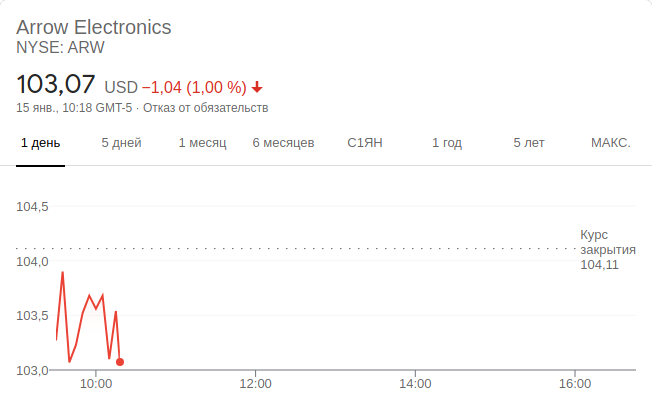 Arrow Electronics
NYSE: ARW
103,07 USD −1,04 (1,00 %)
15 янв., 10:18 GMT-5 · Отказ от обязательств
1 день 5 дней 1 месяц 6 месяцев С1ЯН 1 год 5 лет МАКС.
104,5
Курс
закрытия
104,11
104,0
103,5
103,0
10:00 12:00 14:00 16:00